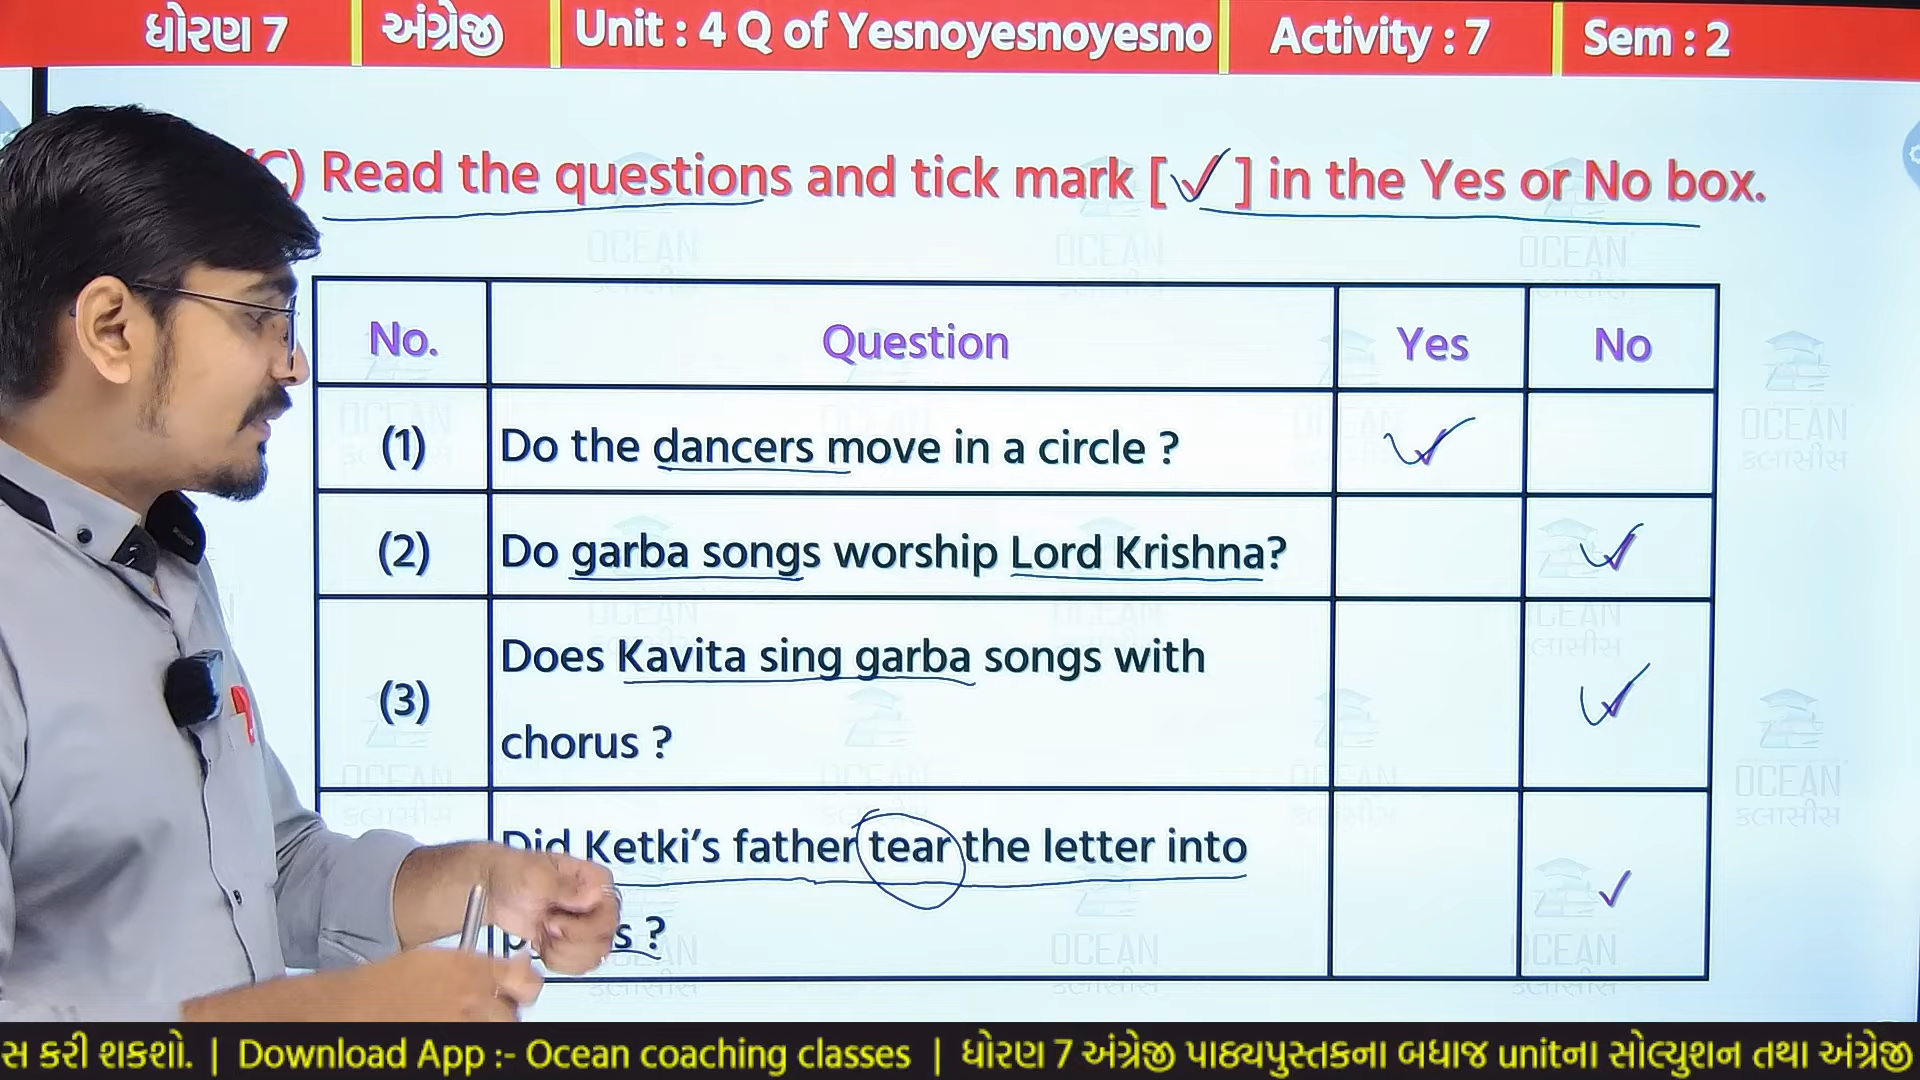 ધોરણ 7 અંગ્રેજી Unit : 4 Q of Yesnoyesnoyesno Activity : 7 Sem : 2
C) Read the questions and tick mark [ ✓ ] in the Yes or No box.
No. Question Yes No
(1) Do the dancers move in a circle ? ✓
(2) Do garba songs worship Lord Krishna? ✓
(3) Does Kavita sing garba songs with
chorus ? ✓
Did Ketki's father tear the letter into
? ✓
OCEAN
ક્લાસીસ
સ કરી શકશો. | Download App :- Ocean coaching classes | ધોરણ 7 અંગ્રેજી પાઠ્યપુસ્તકના બધાજ unitના સોલ્યુશન તથા અંગ્રેજી